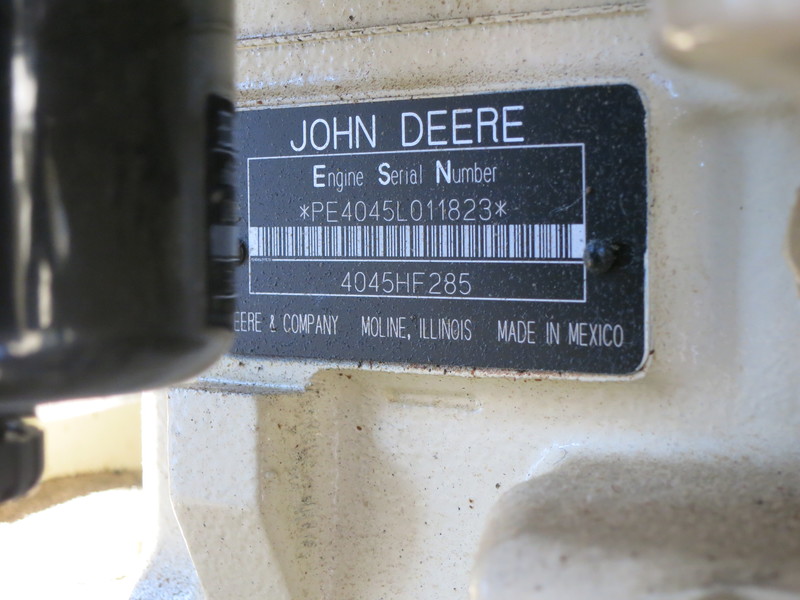 JOHN DEERE
Engine Serial Number
*PE4045L011823*
4045HF285
EERE & COMPANY MOLINE, ILLINOIS MADE IN MEXICO